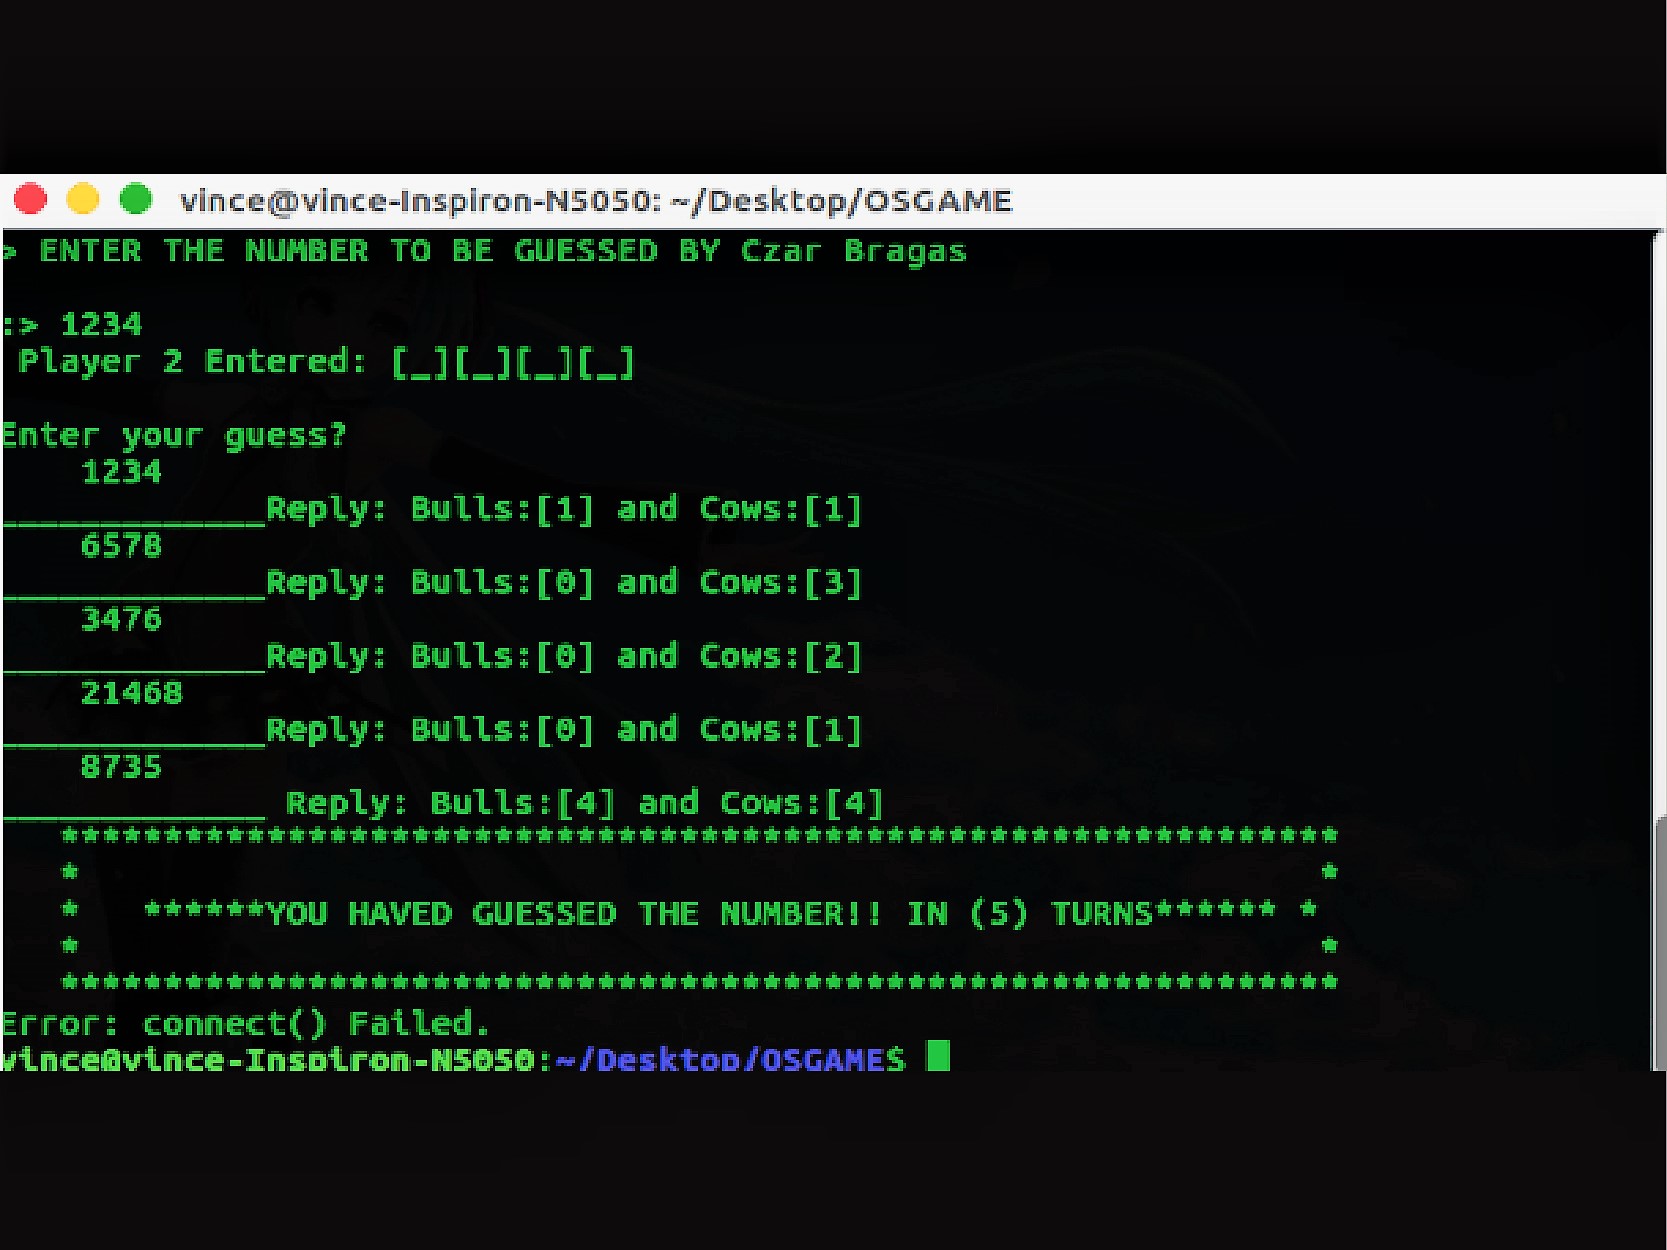 vince@vince-Inspiron-N5050: ~/Desktop/OSGAME
> ENTER THE NUMBER TO BE GUESSED BY Czar Bragas
:> 1234
Player 2 Entered: [_][_][_][_]
Enter your guess?
1234
_____________Reply: Bulls:[1] and Cows:[1]
6578
_____________Reply: Bulls:[0] and Cows:[3]
3476
_____________Reply: Bulls:[0] and Cows:[2]
21468
_____________Reply: Bulls:[0] and Cows:[1]
8735
_____________ Reply: Bulls:[4] and Cows:[4]
**************************************************************
* *
* ******YOU HAVED GUESSED THE NUMBER!! IN (5) TURNS****** *
* *
**************************************************************
Error: connect() Failed.
vince@vince-Inspiron-N5050:~/Desktop/OSGAME$